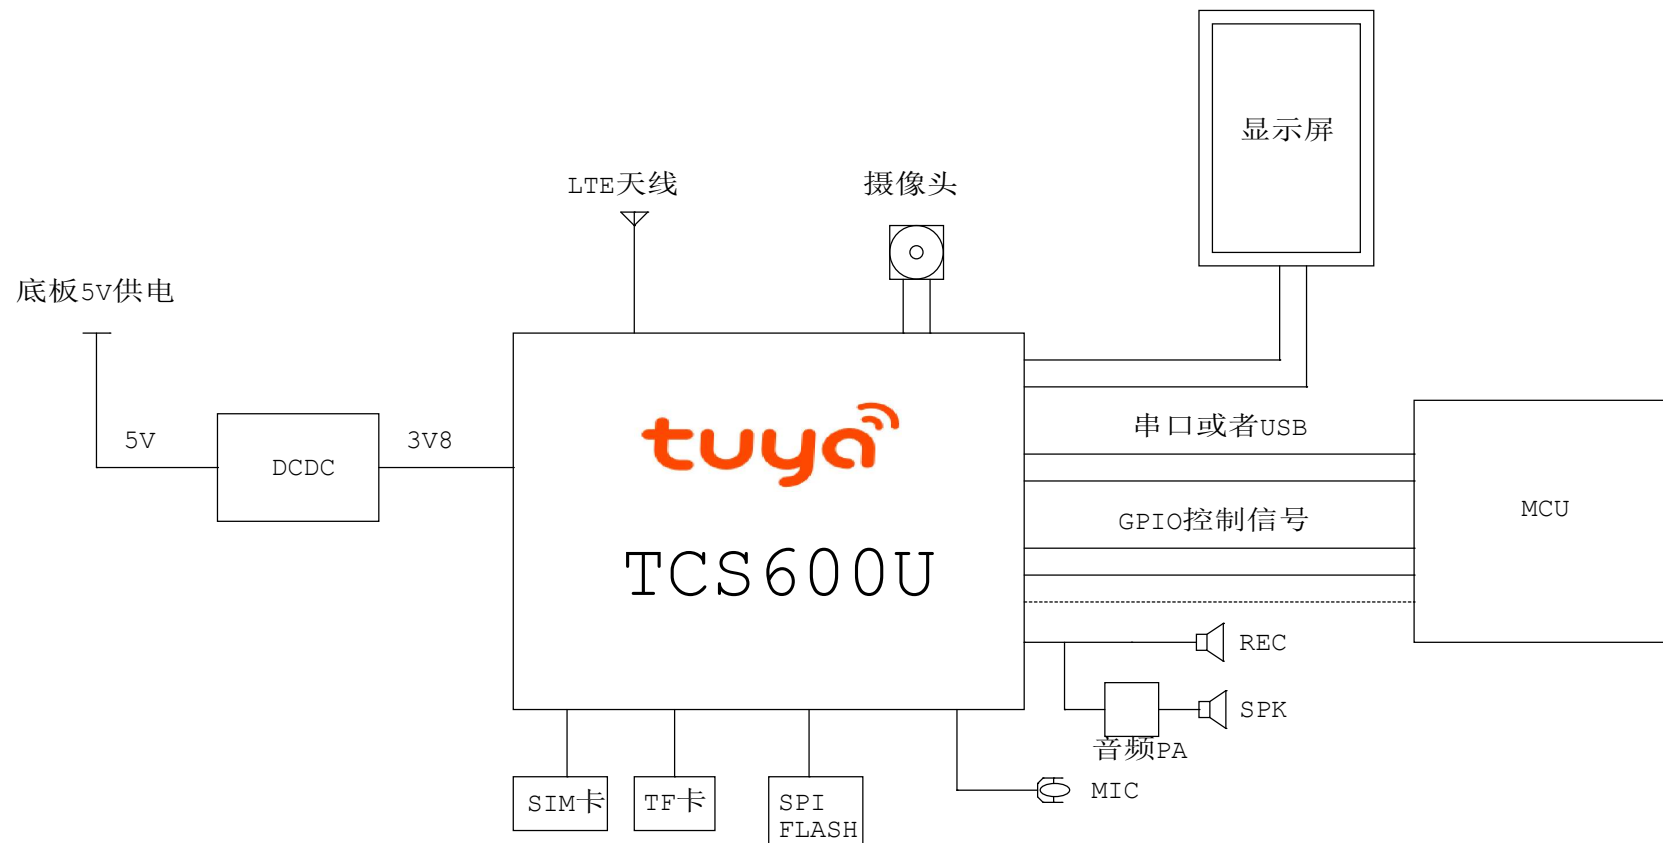 显示屏
LTE天线
摄像头
底板5V供电
5V
DCDC
3V8
tuya
TCS600U
串口或者USB
GPIO控制信号
MCU
REC
SPK
音频PA
MIC
SIM卡
TF卡
SPI
FLASH